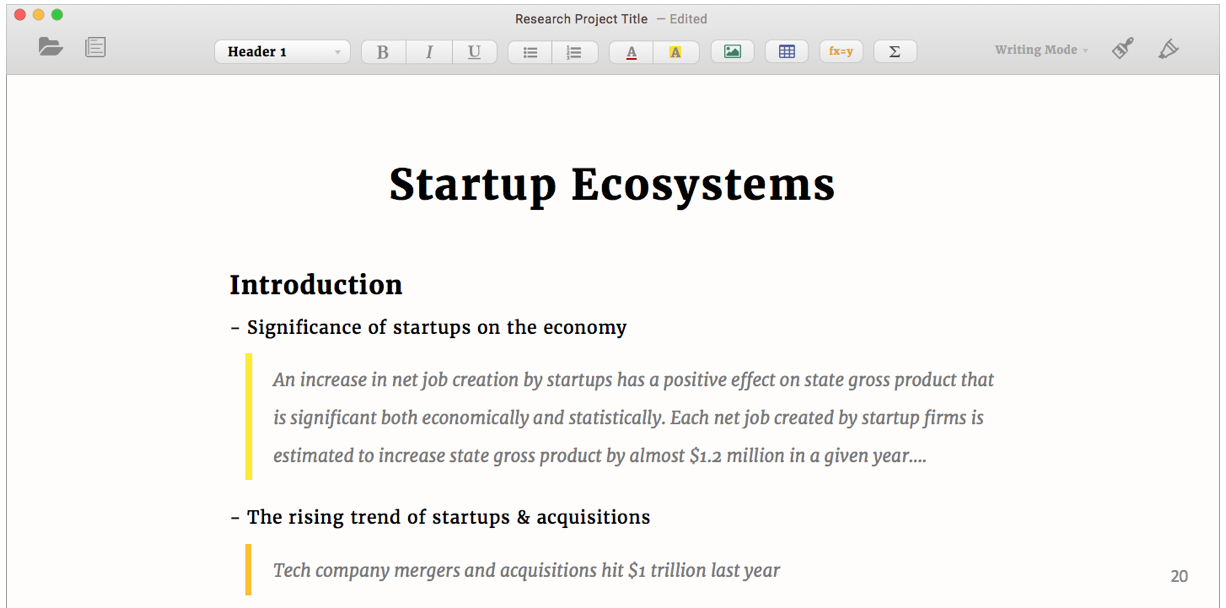 Research Project Title — Edited
Header 1
B I U
A A
fx=y
Σ
Writing Mode
Startup Ecosystems
Introduction
– Significance of startups on the economy
An increase in net job creation by startups has a positive effect on state gross product that
is significant both economically and statistically. Each net job created by startup firms is
estimated to increase state gross product by almost $1.2 million in a given year....
– The rising trend of startups & acquisitions
Tech company mergers and acquisitions hit $1 trillion last year
20